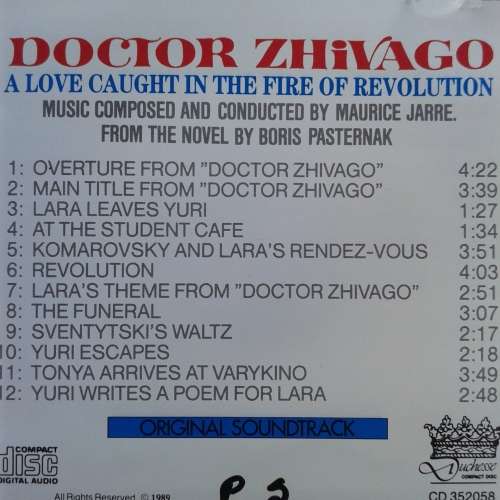 DOCTOR ZHiVAGO
A LOVE CAUGHT IN THE FIRE OF REVOLUTION
MUSIC COMPOSED AND CONDUCTED BY MAURICE JARRE.
FROM THE NOVEL BY BORIS PASTERNAK
1: OVERTURE FROM ”DOCTOR ZHIVAGO” 4:22
2: MAIN TITLE FROM ”DOCTOR ZHIVAGO” 3:39
3: LARA LEAVES YURI 1:27
4: AT THE STUDENT CAFE 1:34
5: KOMAROVSKY AND LARA'S RENDEZ-VOUS 3:51
6: REVOLUTION 4:03
7: LARA'S THEME FROM ”DOCTOR ZHIVAGO” 2:51
8: THE FUNERAL 3:07
9: SVENTYTSKI'S WALTZ 2:17
10: YURI ESCAPES 2:18
11: TONYA ARRIVES AT VARYKINO 3:49
12: YURI WRITES A POEM FOR LARA 2:48
ORIGINAL SOUNDTRACK
COMPACT
disc
DIGITAL AUDIO
Duchesse
COMPACT DISC
All Rights Reserved. © 1989
P S
CD 352058